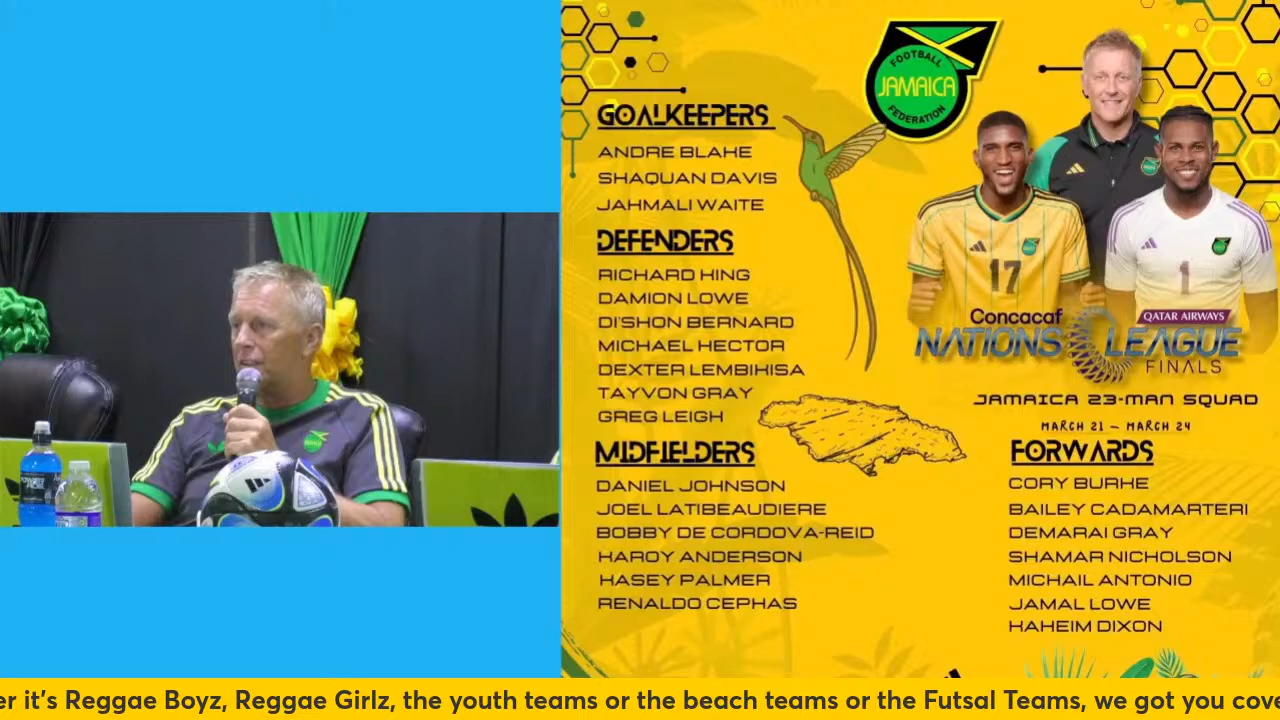 GOALKEEPERS
ANDRE BLAKE
SHAQUAN DAVIS
JAHMALI WAITE
DEFENDERS
RICHARD KING
DAMION LOWE
DI'SHON BERNARD
MICHAEL HECTOR
DEXTER LEMBIKISA
TAYVON GRAY
GREG LEIGH
MIDFIELDERS
DANIEL JOHNSON
JOEL LATIBEAUDIERE
BOBBY DE CORDOVA-REID
KAROY ANDERSON
KASEY PALMER
RENALDO CEPHAS
FOOTBALL
JAMAICA
FEDERATION
17
1
Concacaf
QATAR AIRWAYS
NATIONS LEAGUE
FINALS
JAMAICA 23-MAN SQUAD
MARCH 21 – MARCH 24
FORWARDS
CORY BURKE
BAILEY CADAMARTERI
DEMARAI GRAY
SHAMAR NICHOLSON
MICHAIL ANTONIO
JAMAL LOWE
KAHEIM DIXON
er it's Reggae Boyz, Reggae Girlz, the youth teams or the beach teams or the Futsal Teams, we got you cove